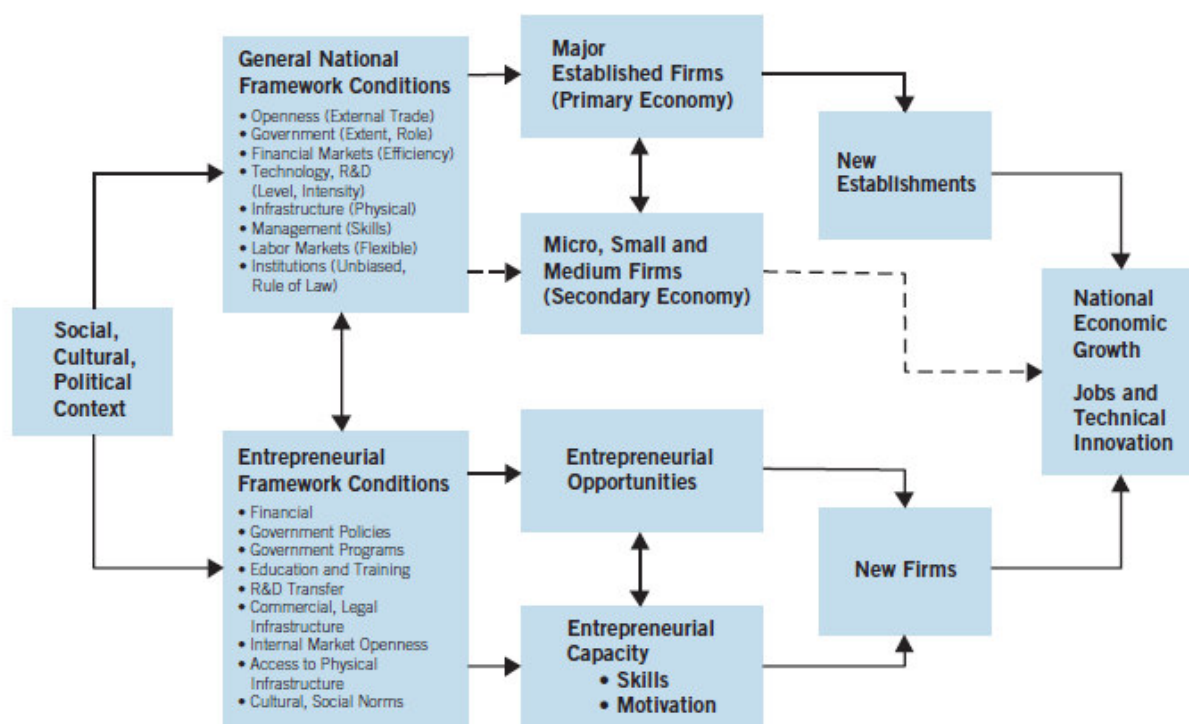 Social,
Cultural,
Political
Context
General National
Framework Conditions
• Openness (External Trade)
• Government (Extent, Role)
• Financial Markets (Efficiency)
• Technology, R&D
(Level, Intensity)
• Infrastructure (Physical)
• Management (Skills)
• Labor Markets (Flexible)
• Institutions (Unbiased,
Rule of Law)
Entrepreneurial
Framework Conditions
• Financial
• Government Policies
• Government Programs
• Education and Training
• R&D Transfer
• Commercial, Legal
Infrastructure
• Internal Market Openness
• Access to Physical
Infrastructure
• Cultural, Social Norms
Major
Established Firms
(Primary Economy)
Micro, Small and
Medium Firms
(Secondary Economy)
Entrepreneurial
Opportunities
Entrepreneurial
Capacity
• Skills
• Motivation
New
Establishments
New Firms
National
Economic
Growth
Jobs and
Technical
Innovation